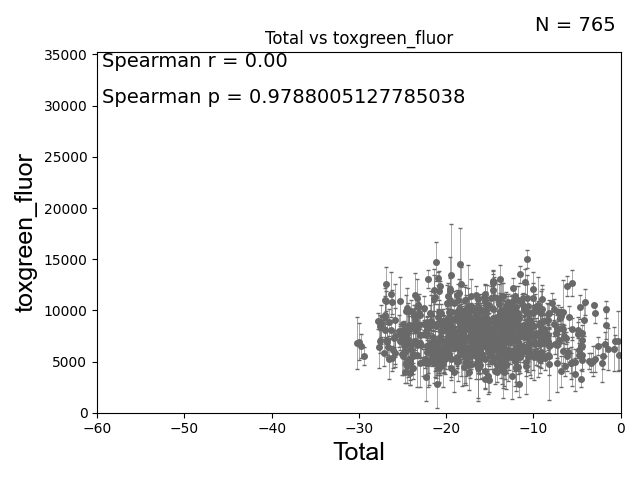 N = 765
Total vs toxgreen_fluor
Spearman r = 0.00
Spearman p = 0.9788005127785038
toxgreen_fluor
35000
30000
25000
20000
15000
10000
5000
0
−60 −50 −40 −30 −20 −10 0
Total